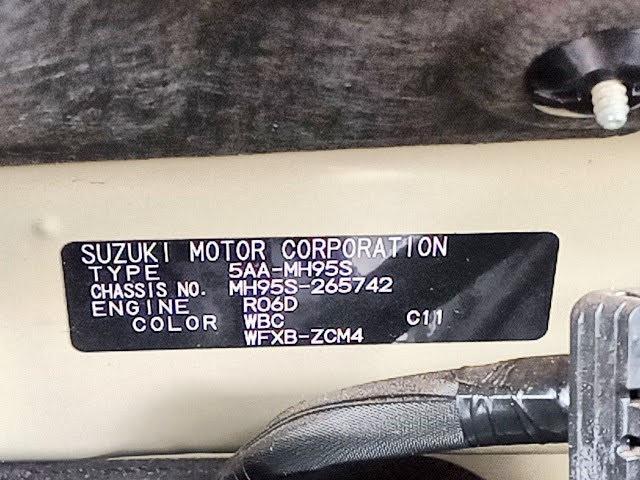 SUZUKI MOTOR CORPORATION
TYPE 5AA-MH95S
CHASSIS NO. MH95S-265742
ENGINE R06D
COLOR WBC C11
WFXB-ZCM4